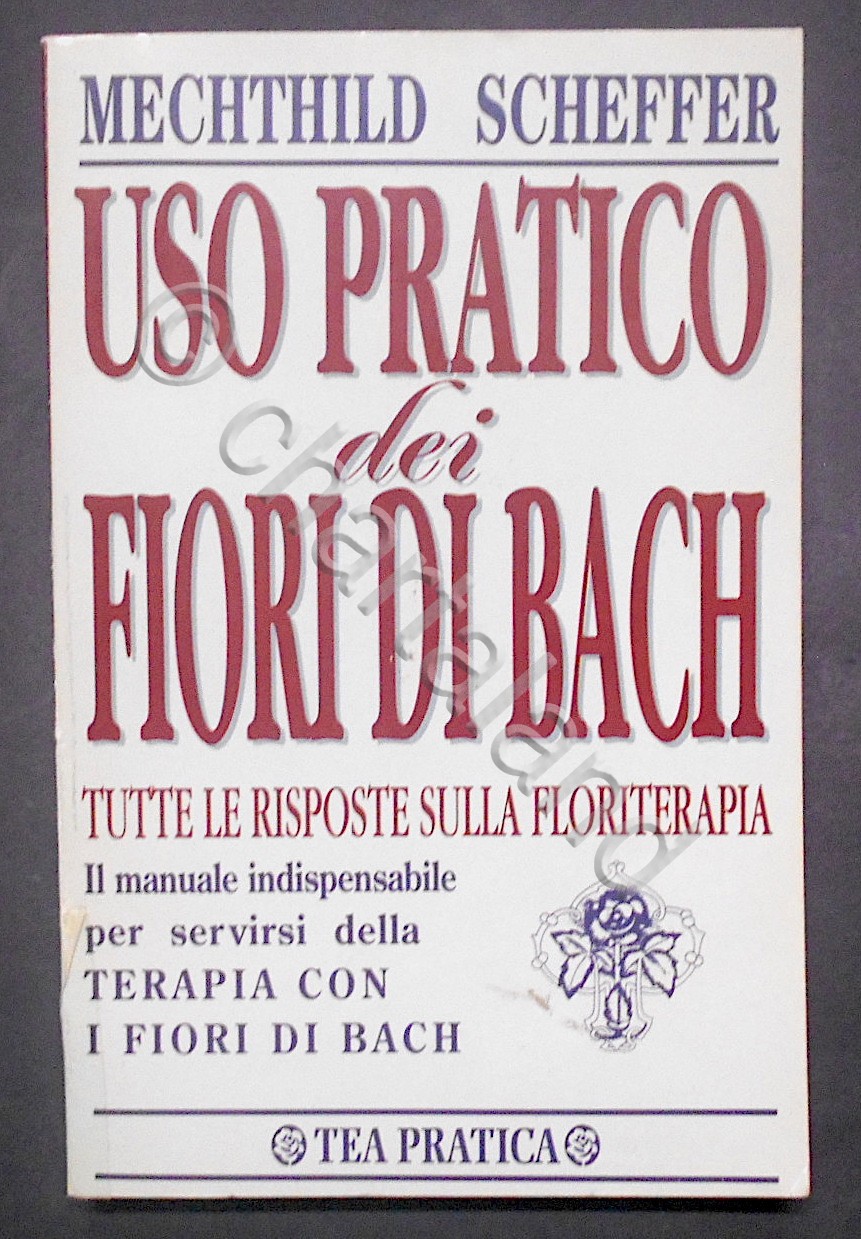 MECHTHILD SCHEFFER
USO PRATICO
dei
FIORI DI BACH
TUTTE LE RISPOSTE SULLA FLORITERAPIA
Il manuale indispensabile
per servirsi della
TERAPIA CON
I FIORI DI BACH
TEA PRATICA
© chartaland